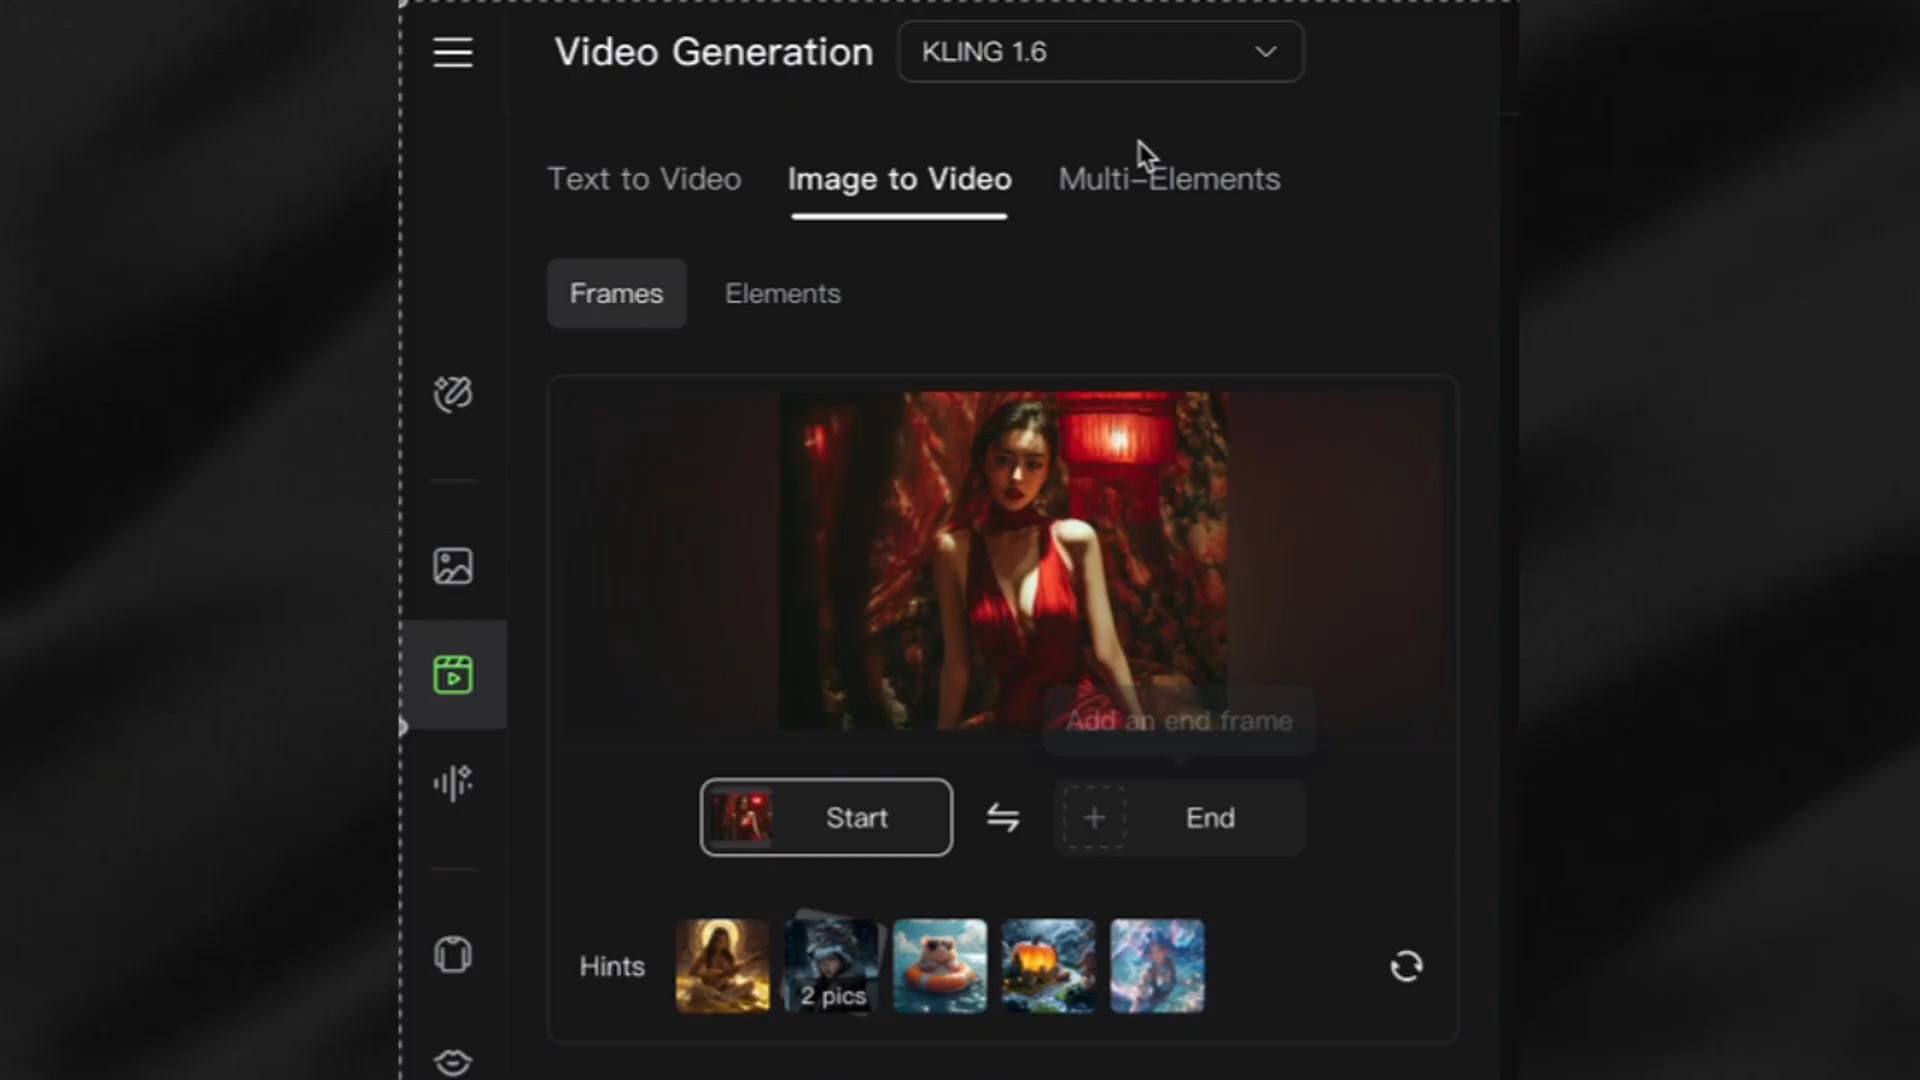 Video Generation
KLING 1.6
Text to Video
Image to Video
Multi-Elements
Frames
Elements
Add an end frame
Start
End
Hints
2 pics